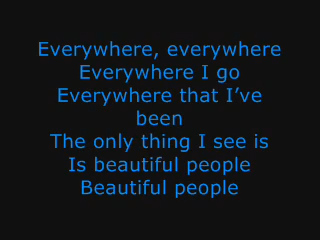 Everywhere, everywhere
Everywhere I go
Everywhere that I’ve
been
The only thing I see is
Is beautiful people
Beautiful people